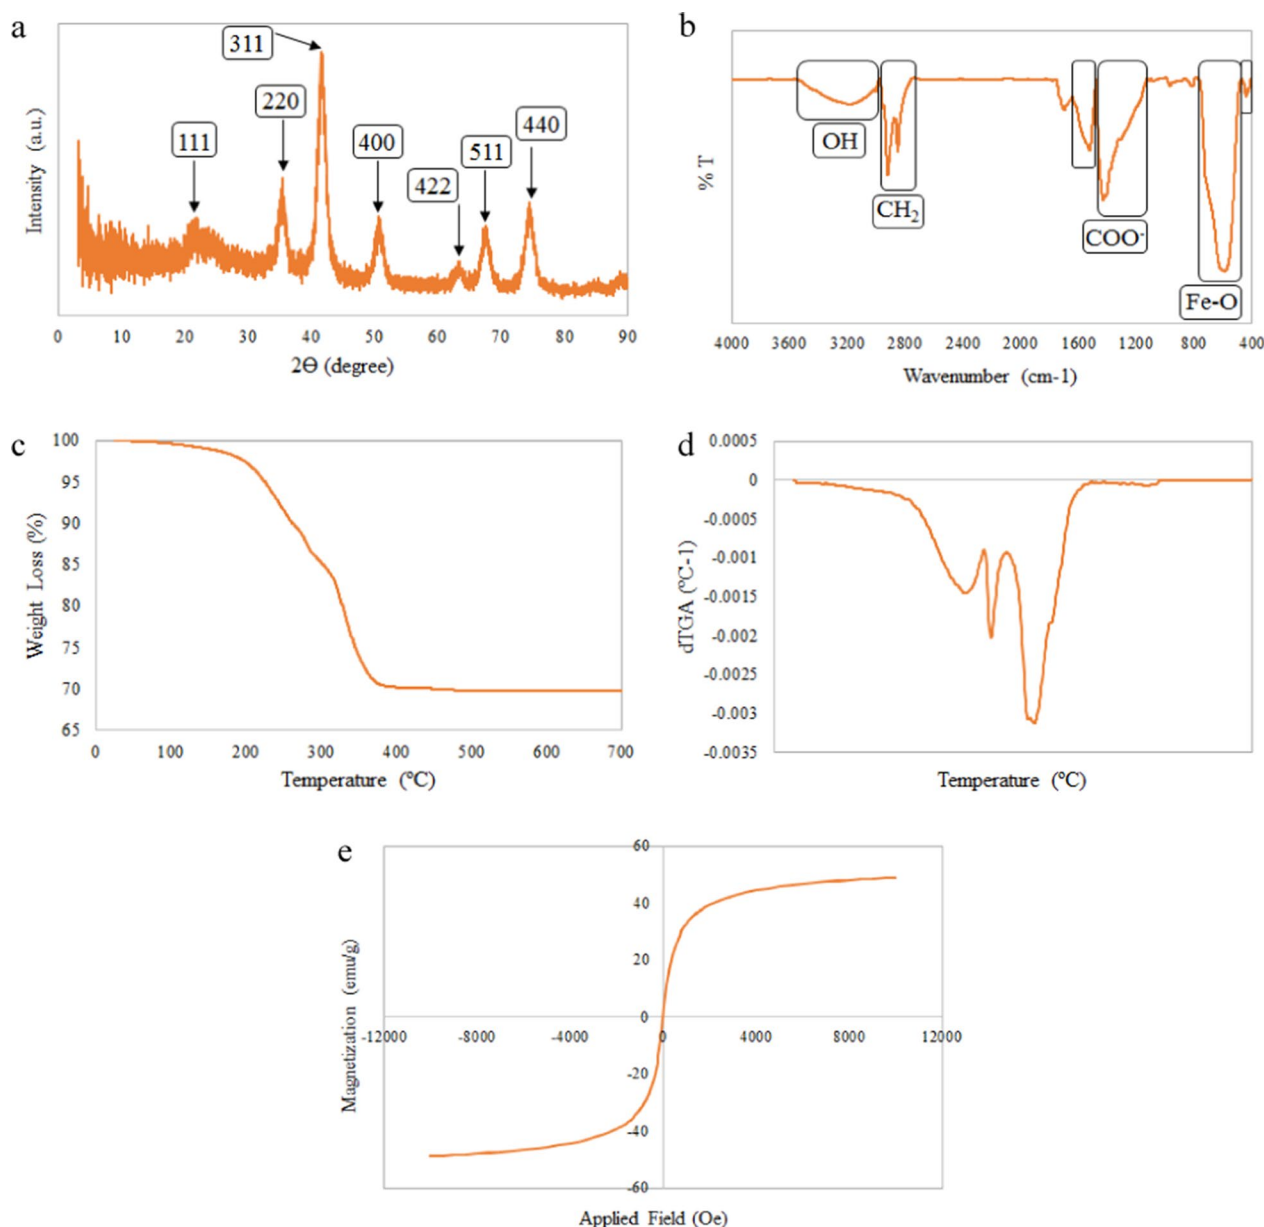 a
311
220
111
400
440
511
422
Intensity (a.u.)
0 10 20 30 40 50 60 70 80 90
2Θ (degree)
b
OH
CH₂
COO⁻
Fe-O
% T
4000 3600 3200 2800 2400 2000 1600 1200 800 400
Wavenumber (cm-1)
c
100
95
90
85
80
75
70
65
Weight Loss (%)
0 100 200 300 400 500 600 700
Temperature (°C)
d
0.0005
0
-0.0005
-0.001
-0.0015
-0.002
-0.0025
-0.003
-0.0035
dTGA (°C-1)
Temperature (°C)
e
60
40
20
0
-12000 -8000 -4000 0 4000 8000 12000
-20
-40
-60
Magnetization (emu/g)
Applied Field (Oe)